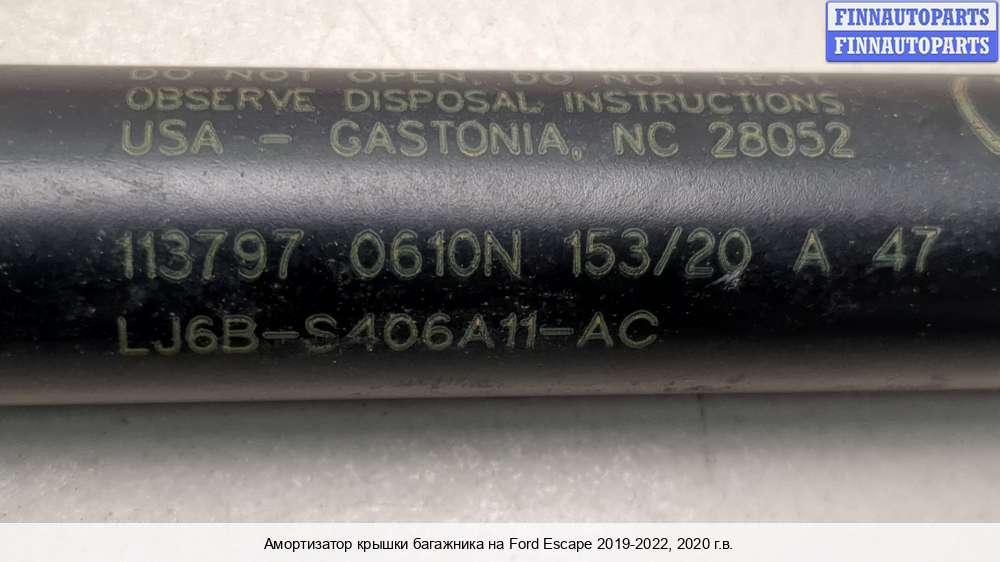 FINNAUTOPARTS
FINNAUTOPARTS
DO NOT OPEN, DO NOT HEAT
OBSERVE DISPOSAL INSTRUCTIONS
USA - GASTONIA, NC 28052
113797 0610N 153/20 A 47
LJ6B-S406A11-AC
Амортизатор крышки багажника на Ford Escape 2019-2022, 2020 г.в.